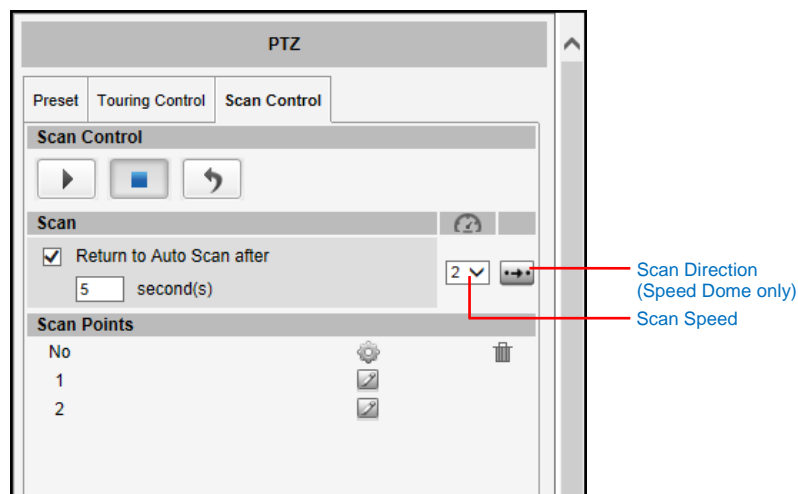 PTZ
Preset Touring Control Scan Control
Scan Control
Scan
Return to Auto Scan after
5 second(s)
2
Scan Direction
(Speed Dome only)
Scan Speed
Scan Points
No
1
2